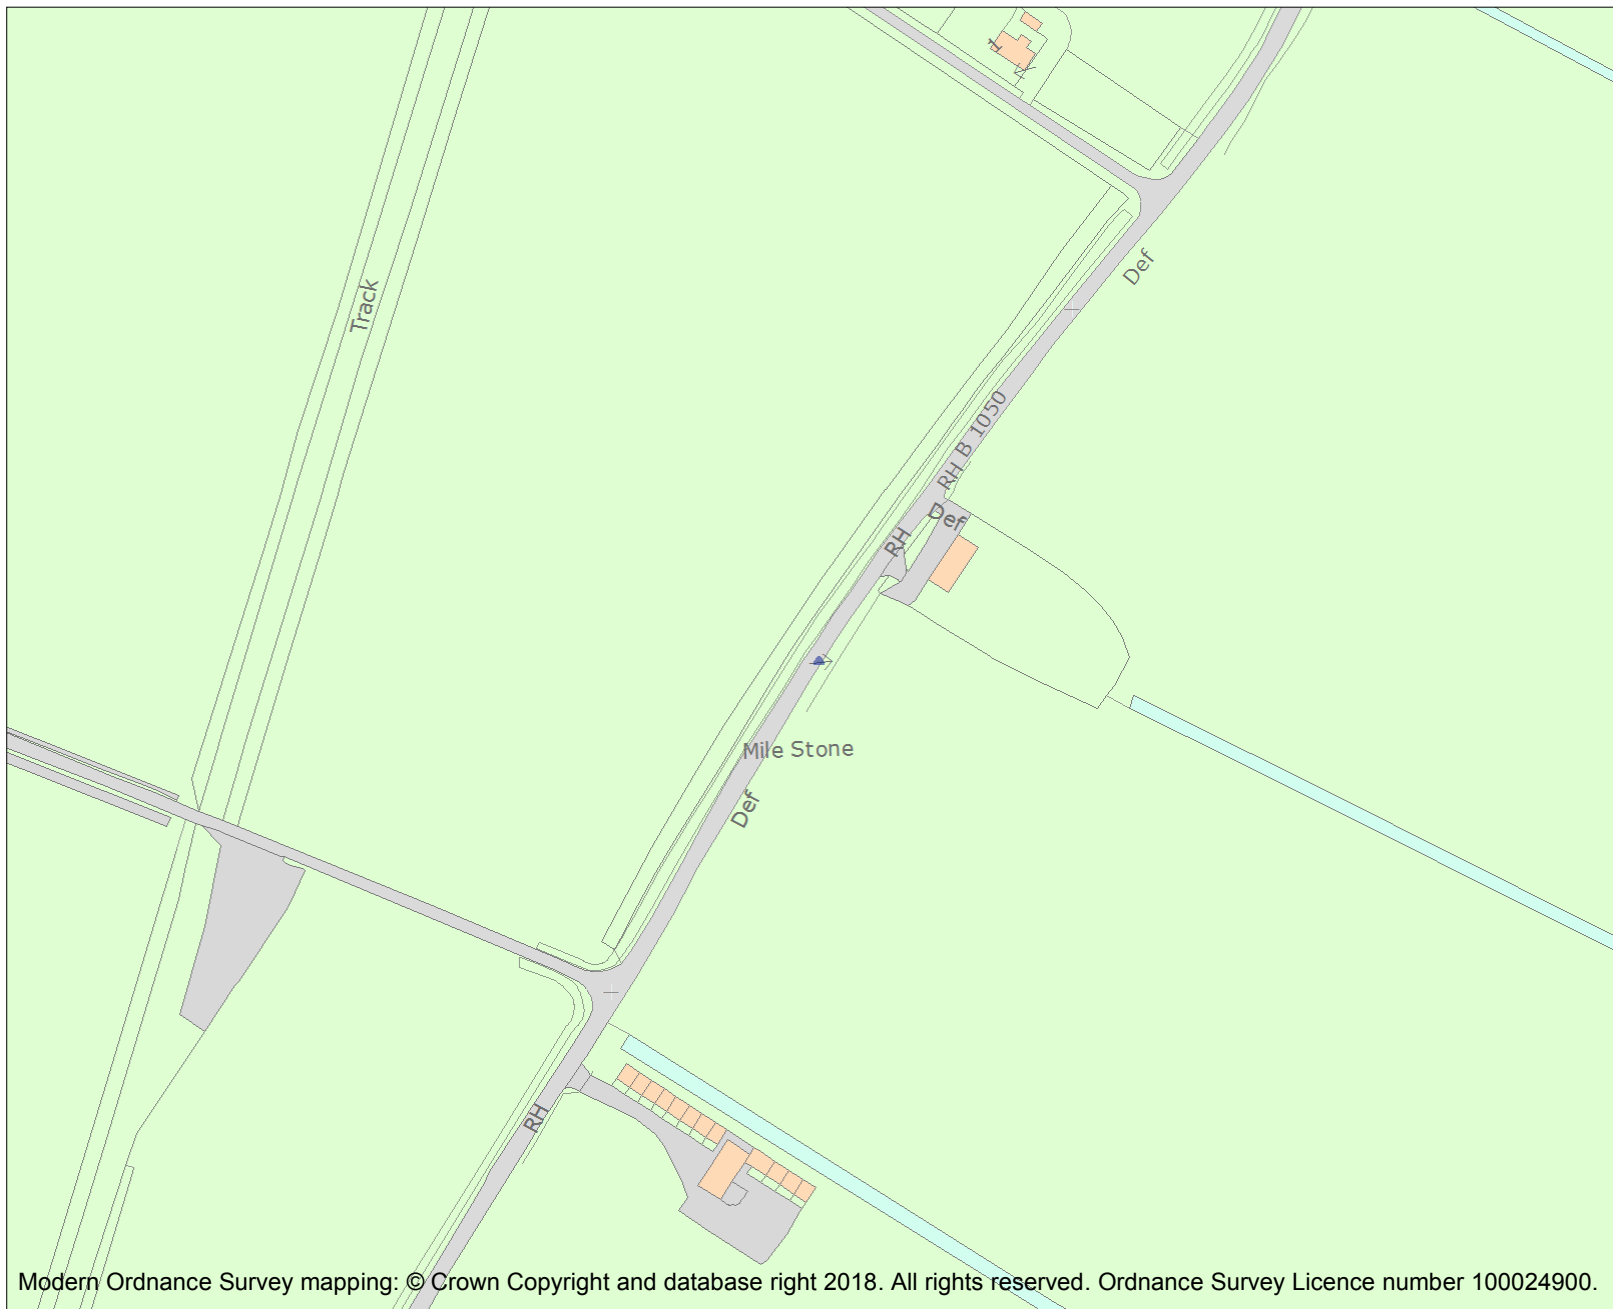 Track
Def
RH B 1050
Def
RH
Mile Stone
Def
RH
Modern Ordnance Survey mapping: © Crown Copyright and database right 2018. All rights reserved. Ordnance Survey Licence number 100024900.